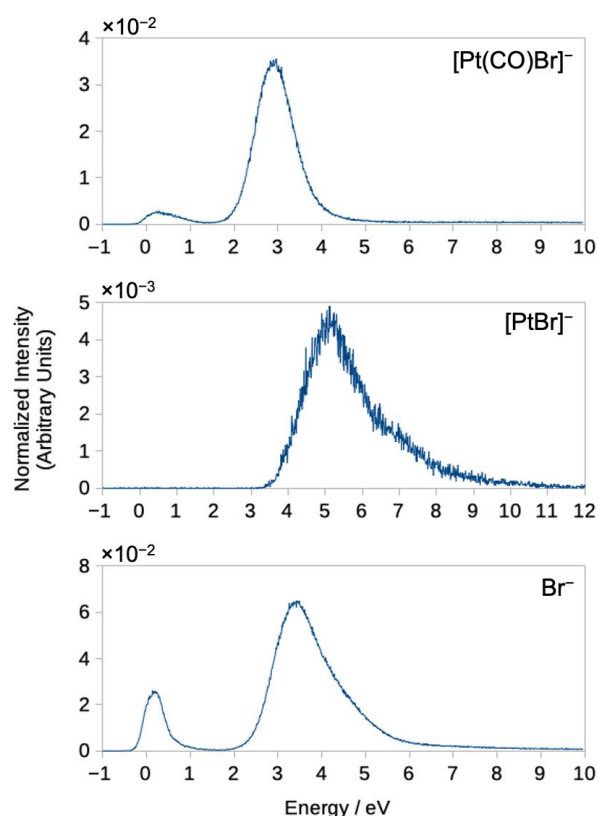 ×10⁻²
[Pt(CO)Br]⁻
4
3
2
1
0
−1 0 1 2 3 4 5 6 7 8 9 10
×10⁻³
[PtBr]⁻
5
4
3
2
1
0
−1 0 1 2 3 4 5 6 7 8 9 10 11 12
Normalized Intensity
(Arbitrary Units)
×10⁻²
Br⁻
8
6
4
2
0
−1 0 1 2 3 4 5 6 7 8 9 10
Energy / eV